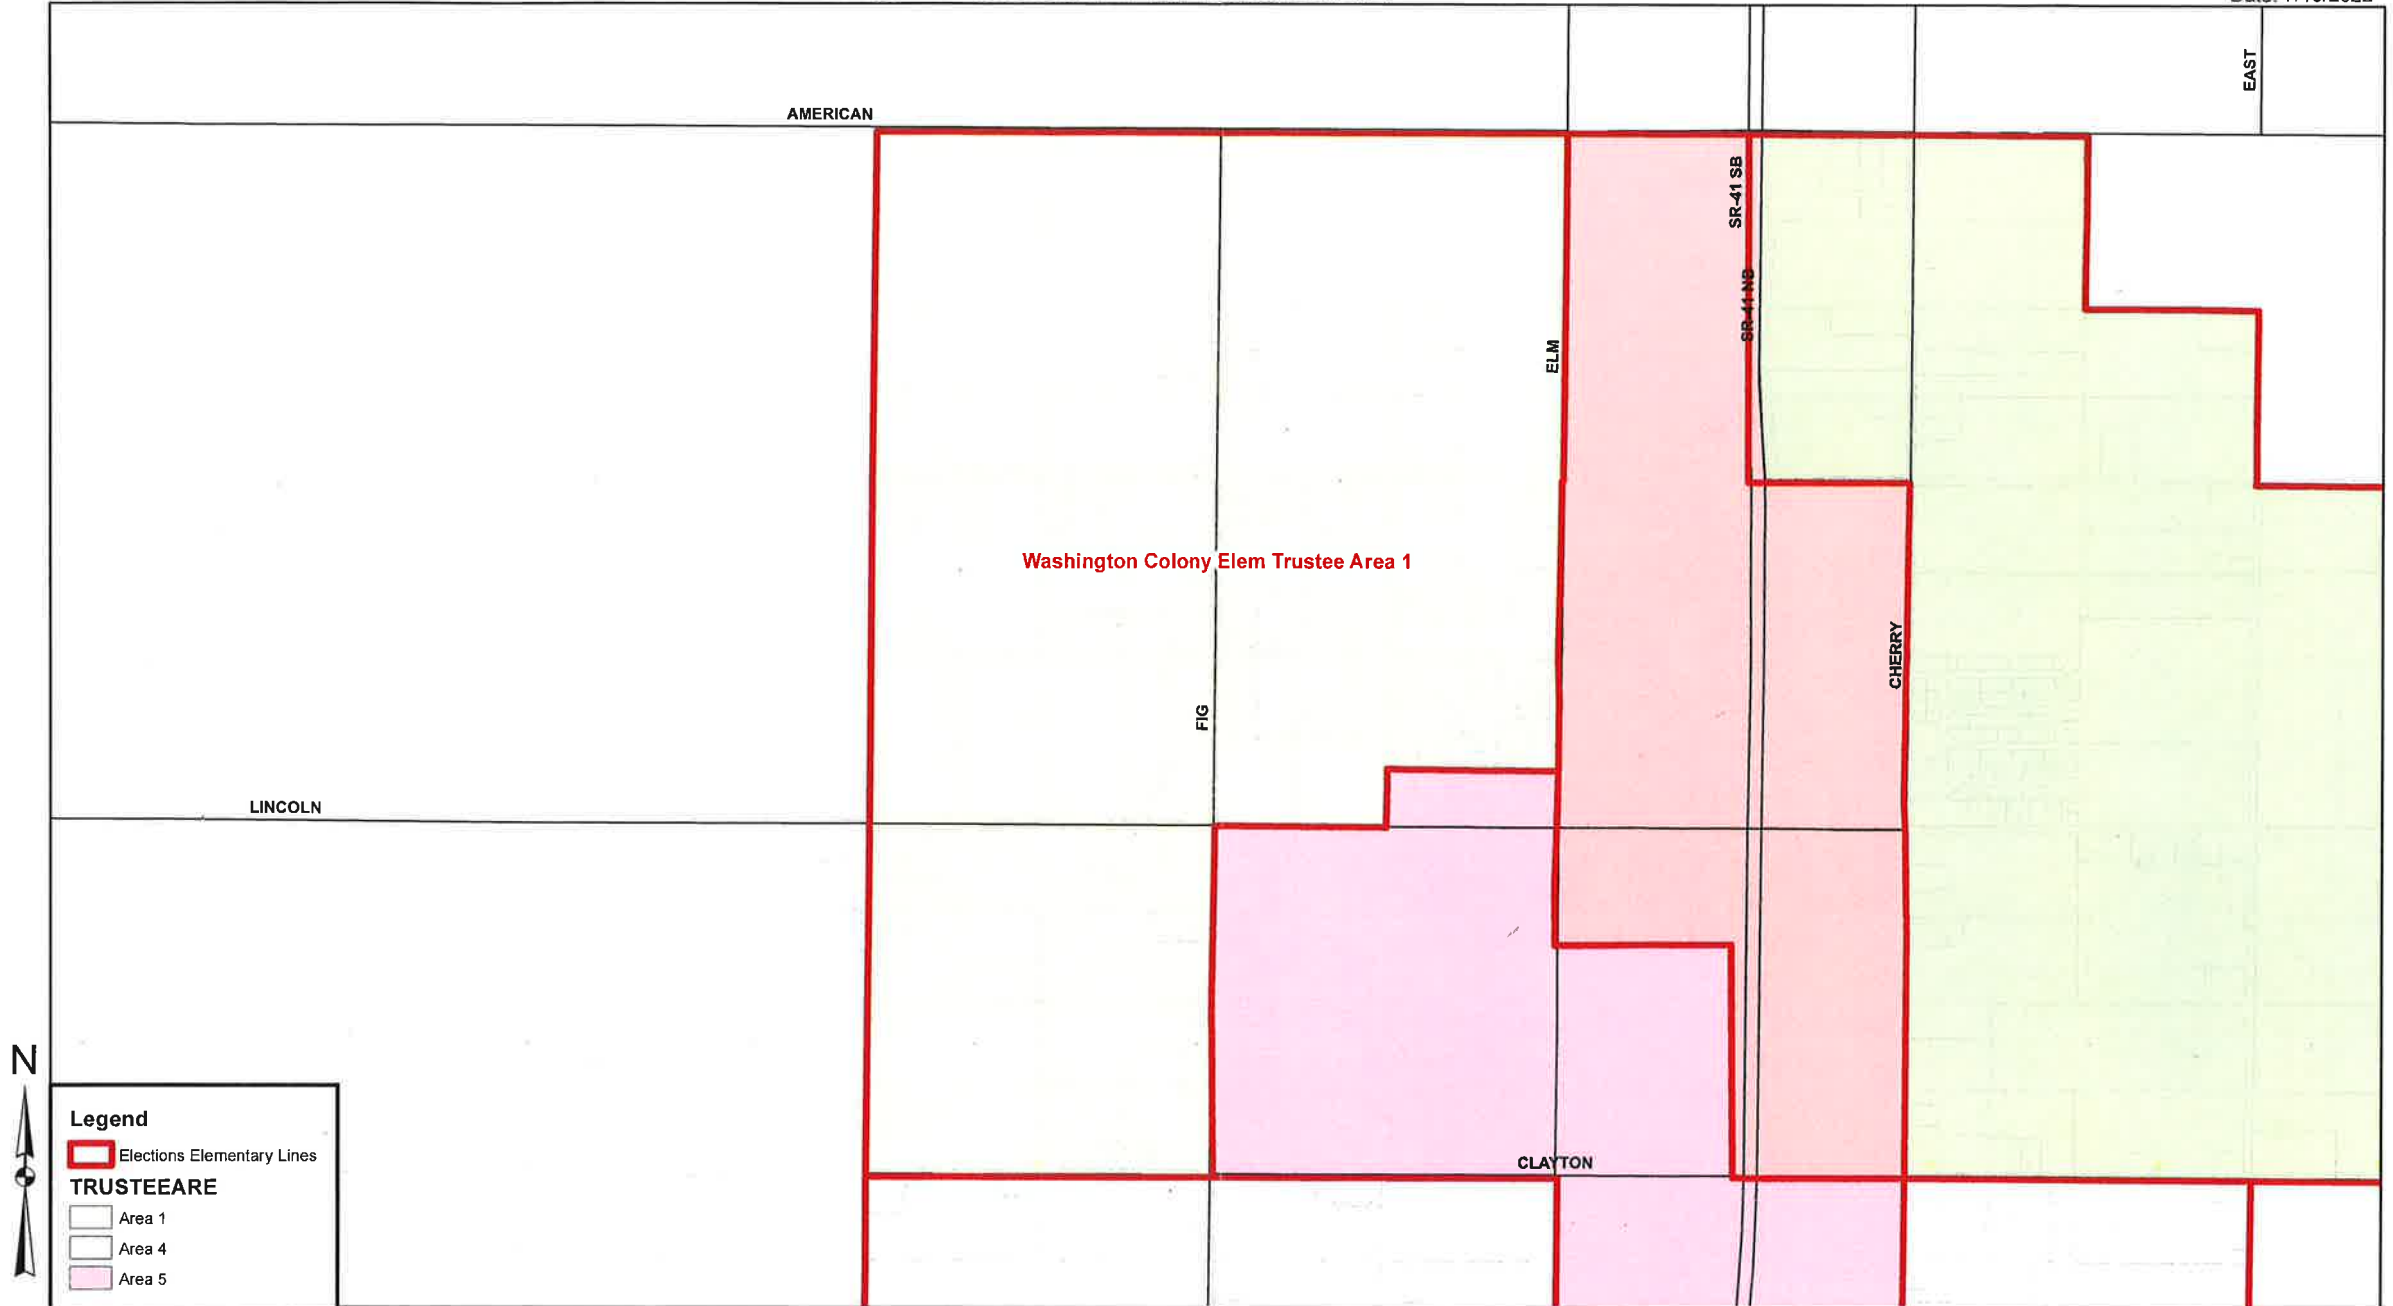 EAST
AMERICAN
SR-41 SB
SR-41 NB
ELM
Washington Colony Elem Trustee Area 1
CHERRY
FIG
LINCOLN
N
CLAYTON
Legend
Elections Elementary Lines
TRUSTEEARE
Area 1
Area 4
Area 5